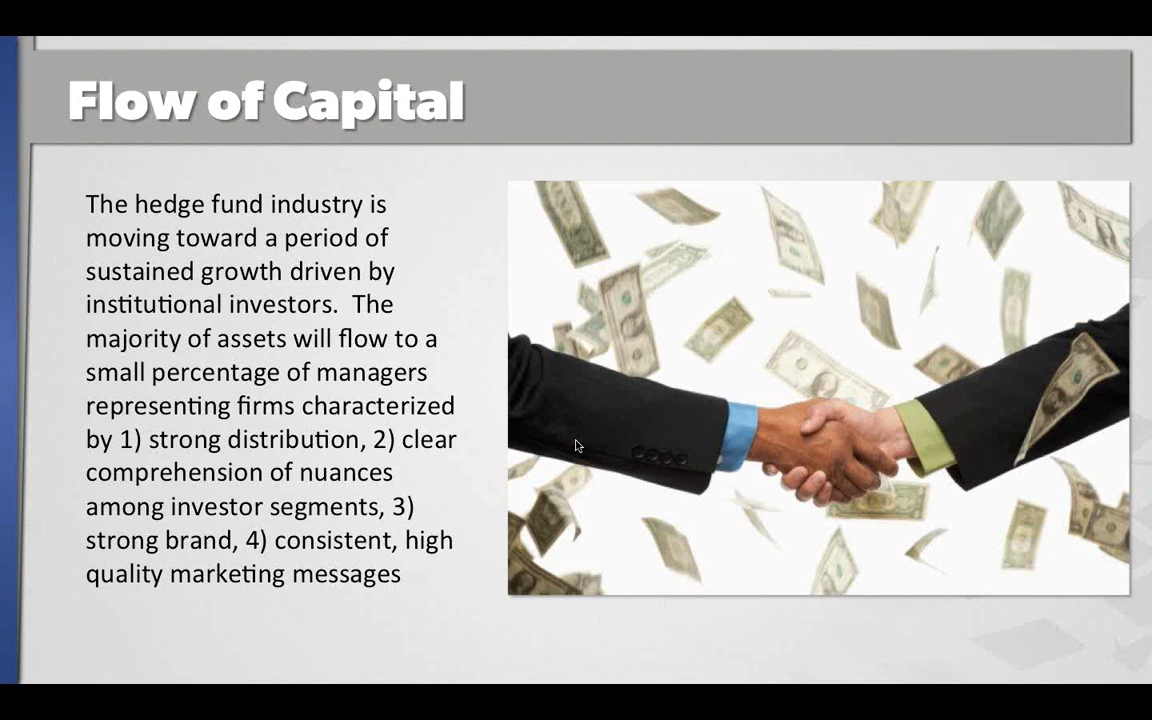 Flow of Capital
The hedge fund industry is
moving toward a period of
sustained growth driven by
institutional investors.  The
majority of assets will flow to a
small percentage of managers
representing firms characterized
by 1) strong distribution, 2) clear
comprehension of nuances
among investor segments, 3)
strong brand, 4) consistent, high
quality marketing messages